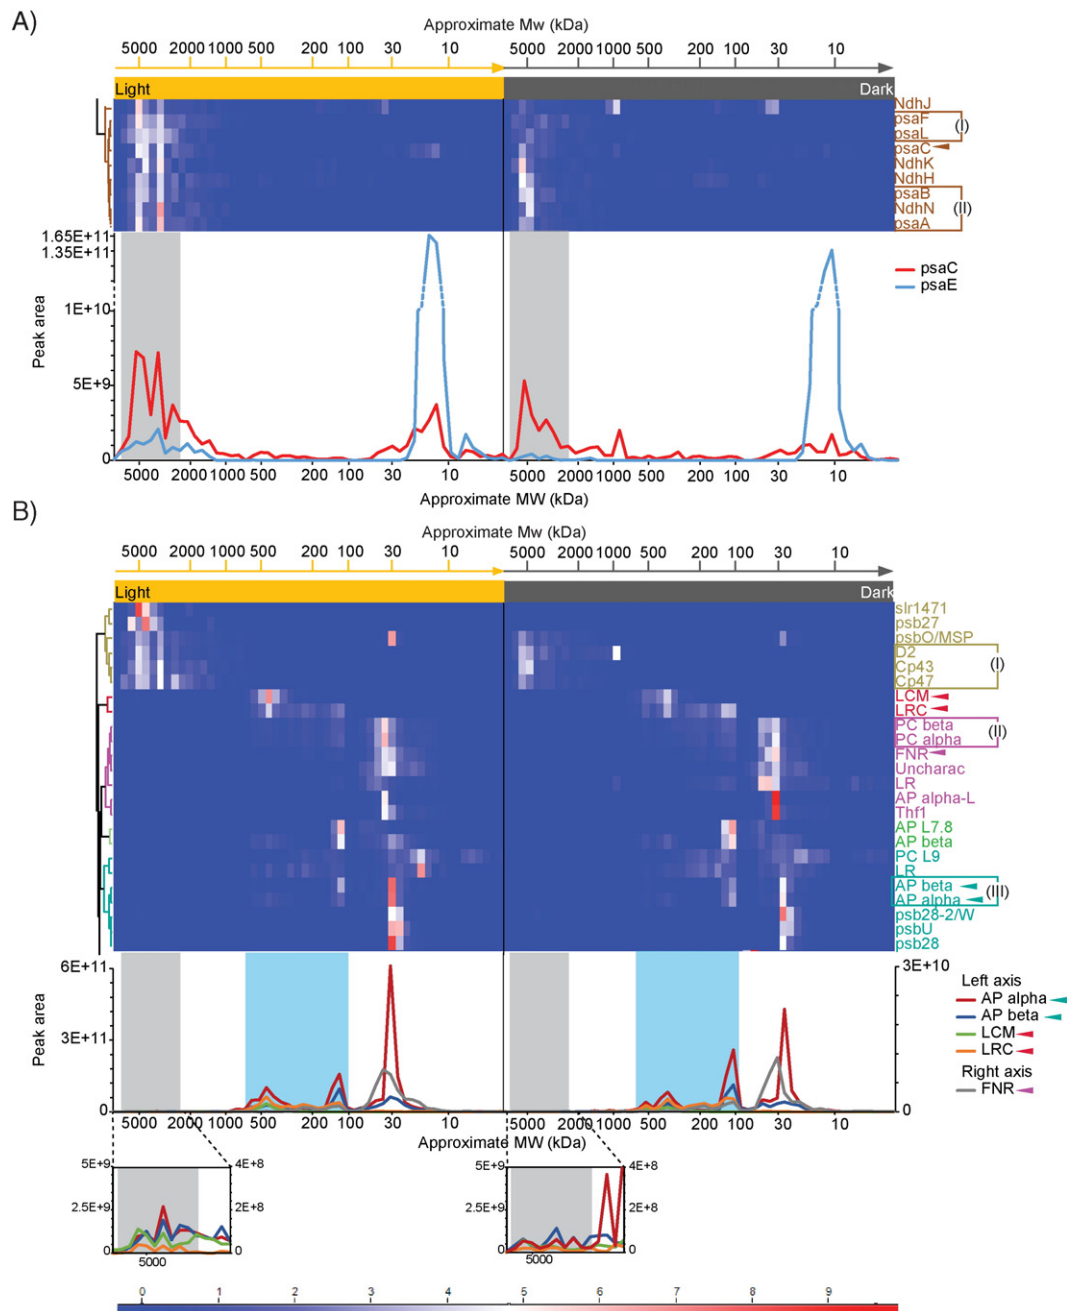 A)
Approximate Mw (kDa)
5000 2000 1000 500 200 100 30 10 5000 2000 1000 500 200 100 30 10
Light Dark
NdhJ
psaF
(I)
psaL
psaC
NdhK
NdhH
psaB
NdhN (II)
psaA
1.65E+11
1.35E+11
1E+10
5E+9
0
Peak area
psaC
psaE
5000 2000 1000 500 200 100 30 10 5000 2000 1000 500 200 100 30 10
Approximate MW (kDa)
B)
Approximate Mw (kDa)
5000 2000 1000 500 200 100 30 10 5000 2000 1000 500 200 100 30 10
Light Dark
slr1471
psb27
psbO/MSP
D2
(I)
Cp43
Cp47
LCM
LRC
PC beta
(II)
PC alpha
FNR
Uncharac
LR
AP alpha-L
Thf1
AP L7.8
AP beta
PC L9
LR
AP beta
(III)
AP alpha
psb28-2/W
psbU
psb28
6E+11 3E+10
3E+11
0 0
Peak area
Left axis
AP alpha
AP beta
LCM
LRC
Right axis
FNR
5000 2000 1000 500 200 100 30 10 5000 2000 1000 500 200 100 30 10
Approximate MW (kDa)
5E+9 4E+8 5E+9 4E+8
2.5E+9 2E+8 2.5E+9 2E+8
0 0 0 0
5000 5000
0 1 2 3 4 5 6 7 8 9